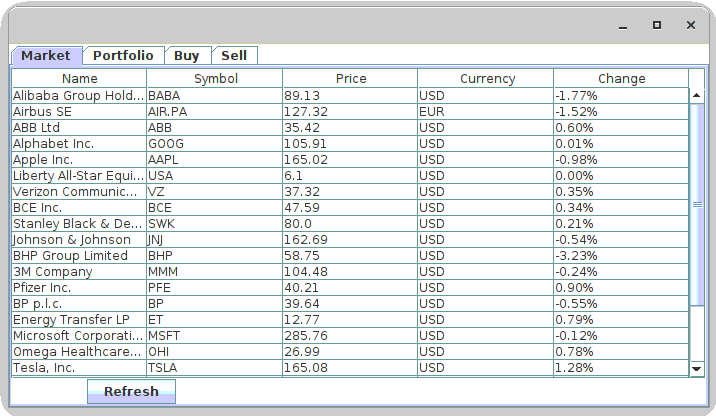 Market Portfolio Buy Sell
Name Symbol Price Currency Change
Alibaba Group Hold... BABA 89.13 USD -1.77%
Airbus SE AIR.PA 127.32 EUR -1.52%
ABB Ltd ABB 35.42 USD 0.60%
Alphabet Inc. GOOG 105.91 USD 0.01%
Apple Inc. AAPL 165.02 USD -0.98%
Liberty All-Star Equi... USA 6.1 USD 0.00%
Verizon Communic... VZ 37.32 USD 0.35%
BCE Inc. BCE 47.59 USD 0.34%
Stanley Black & De... SWK 80.0 USD 0.21%
Johnson & Johnson JNJ 162.69 USD -0.54%
BHP Group Limited BHP 58.75 USD -3.23%
3M Company MMM 104.48 USD -0.24%
Pfizer Inc. PFE 40.21 USD 0.90%
BP p.l.c. BP 39.64 USD -0.55%
Energy Transfer LP ET 12.77 USD 0.79%
Microsoft Corporati... MSFT 285.76 USD -0.12%
Omega Healthcare... OHI 26.99 USD 0.78%
Tesla, Inc. TSLA 165.08 USD 1.28%
Refresh